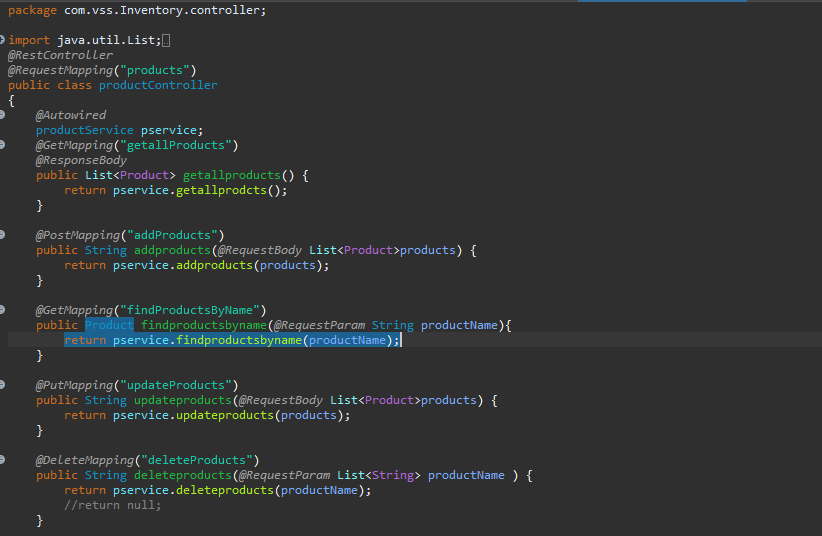 package com.vss.Inventory.controller;
import java.util.List;
@RestController
@RequestMapping("products")
public class productController
{
@Autowired
productService pservice;
@GetMapping("getallProducts")
@ResponseBody
public List<Product> getallproducts() {
return pservice.getallprodcts();
}
@PostMapping("addProducts")
public String addproducts(@RequestBody List<Product>products) {
return pservice.addproducts(products);
}
@GetMapping("findProductsByName")
public Product findproductsbyname(@RequestParam String productName){
return pservice.findproductsbyname(productName);
}
@PutMapping("updateProducts")
public String updateproducts(@RequestBody List<Product>products) {
return pservice.updateproducts(products);
}
@DeleteMapping("deleteProducts")
public String deleteproducts(@RequestParam List<String> productName ) {
return pservice.deleteproducts(productName);
//return null;
}